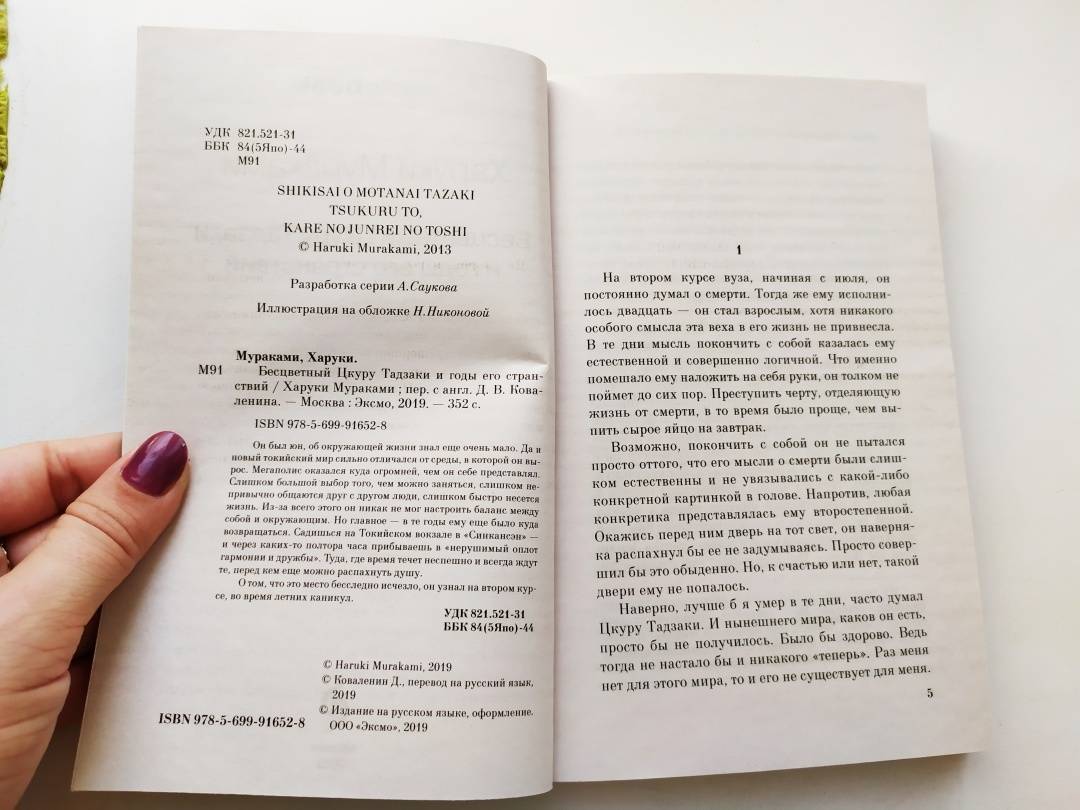 УДК 821.521-31
ББК 84(5Япо)-44
М91
SHIKISAI O MOTANAI TAZAKI
TSUKURU TO,
KARE NO JUNREI NO TOSHI
© Haruki Murakami, 2013
Разработка серии А.Саукова
Иллюстрация на обложке Н.Никоновой
Мураками, Харуки.
М91 Бесцветный Цкуру Тадзаки и годы его стран-
ствий / Харуки Мураками ; пер. с англ. Д. В. Кова-
ленина. — Москва : Эксмо, 2019. — 352 с.
ISBN 978-5-699-91652-8
Он был юн, об окружающей жизни знал еще очень мало. Да и
новый токийский мир сильно отличался от среды, в которой он вы-
рос. Мегаполис оказался куда огромней, чем он себе представлял.
Слишком большой выбор того, чем можно заняться, слишком не-
привычно общаются друг с другом люди, слишком быстро несется
жизнь. Из-за всего этого он никак не мог настроить баланс между
собой и окружающим. Но главное — в те годы ему еще было куда
возвращаться. Садишься на Токийском вокзале в «Синкансэн» —
и через каких-то полтора часа прибываешь в «нерушимый оплот
гармонии и дружбы». Туда, где время течет неспешно и всегда ждут
те, перед кем еще можно распахнуть душу.
О том, что это место бесследно исчезло, он узнал на втором кур-
се, во время летних каникул.
УДК 821.521-31
ББК 84(5Япо)-44
© Haruki Murakami, 2019
© Коваленин Д., перевод на русский язык,
2019
© Издание на русском языке, оформление.
ISBN 978-5-699-91652-8 ООО «Эксмо», 2019
1
На втором курсе вуза, начиная с июля, он
постоянно думал о смерти. Тогда же ему исполни-
лось двадцать — он стал взрослым, хотя никакого
особого смысла эта веха в его жизнь не привнесла.
В те дни мысль покончить с собой казалась ему
естественной и совершенно логичной. Что именно
помешало ему наложить на себя руки, он толком не
поймет до сих пор. Преступить черту, отделяющую
жизнь от смерти, в то время было проще, чем вы-
пить сырое яйцо на завтрак.
Возможно, покончить с собой он не пытался
просто оттого, что его мысли о смерти были слиш-
ком естественны и не увязывались с какой-либо
конкретной картинкой в голове. Напротив, любая
конкретика представлялась ему второстепенной.
Окажись перед ним дверь на тот свет, он наверня-
ка распахнул бы ее не задумываясь. Просто совер-
шил бы это обыденно. Но, к счастью или нет, такой
двери ему не попалось.
Наверно, лучше б я умер в те дни, часто думал
Цкуру Тадзаки. И нынешнего мира, каков он есть,
просто бы не получилось. Было бы здорово. Ведь
тогда не настало бы и никакого «теперь». Раз меня
нет для этого мира, то и его не существует для меня.
5